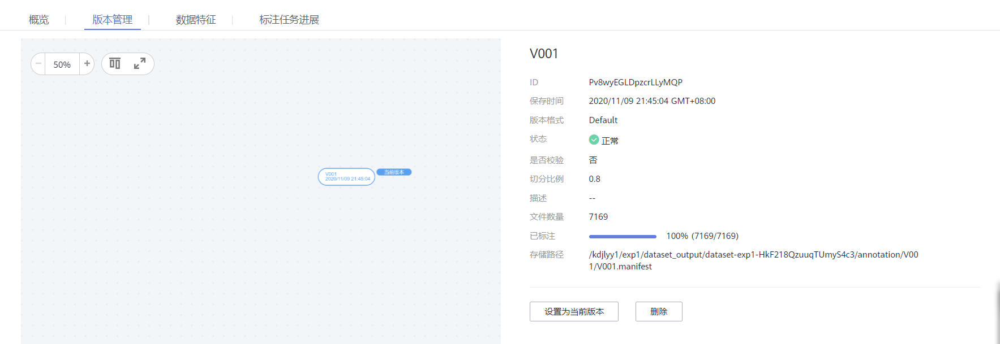 概览
版本管理
数据特征
标注任务进展
50%
V001
2020/11/09 21:45:04
当前版本
V001
ID Pv8wyEGLDpzcrLLyMQP
保存时间 2020/11/09 21:45:04 GMT+08:00
版本格式 Default
状态 正常
是否校验 否
切分比例 0.8
描述 --
文件数量 7169
已标注 100% (7169/7169)
存储路径 /kdjlyy1/exp1/dataset_output/dataset-exp1-HkF218QzuuqTUmyS4c3/annotation/V00
1/V001.manifest
设置为当前版本
删除